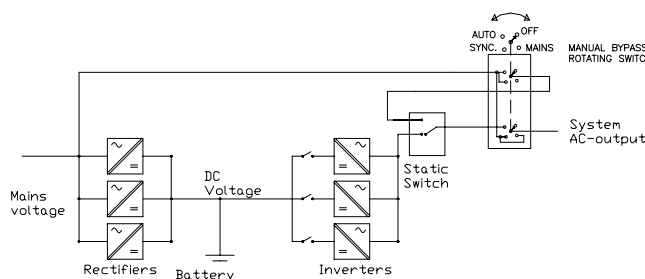 AUTO OFF
SYNC. MAINS
MANUAL BYPASS
ROTATING SWITCH
System
AC-output
Static
Switch
DC
Voltage
Mains
voltage
Rectifiers
Battery
Inverters